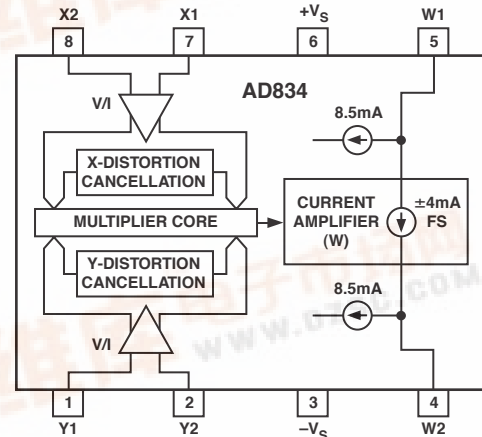 X2 X1 +VS W1
8 7 6 5
AD834
V/I
8.5mA
X-DISTORTION
CANCELLATION
MULTIPLIER CORE
CURRENT
AMPLIFIER
(W)
±4mA
FS
Y-DISTORTION
CANCELLATION
8.5mA
V/I
1 2 3 4
Y1 Y2 –VS W2